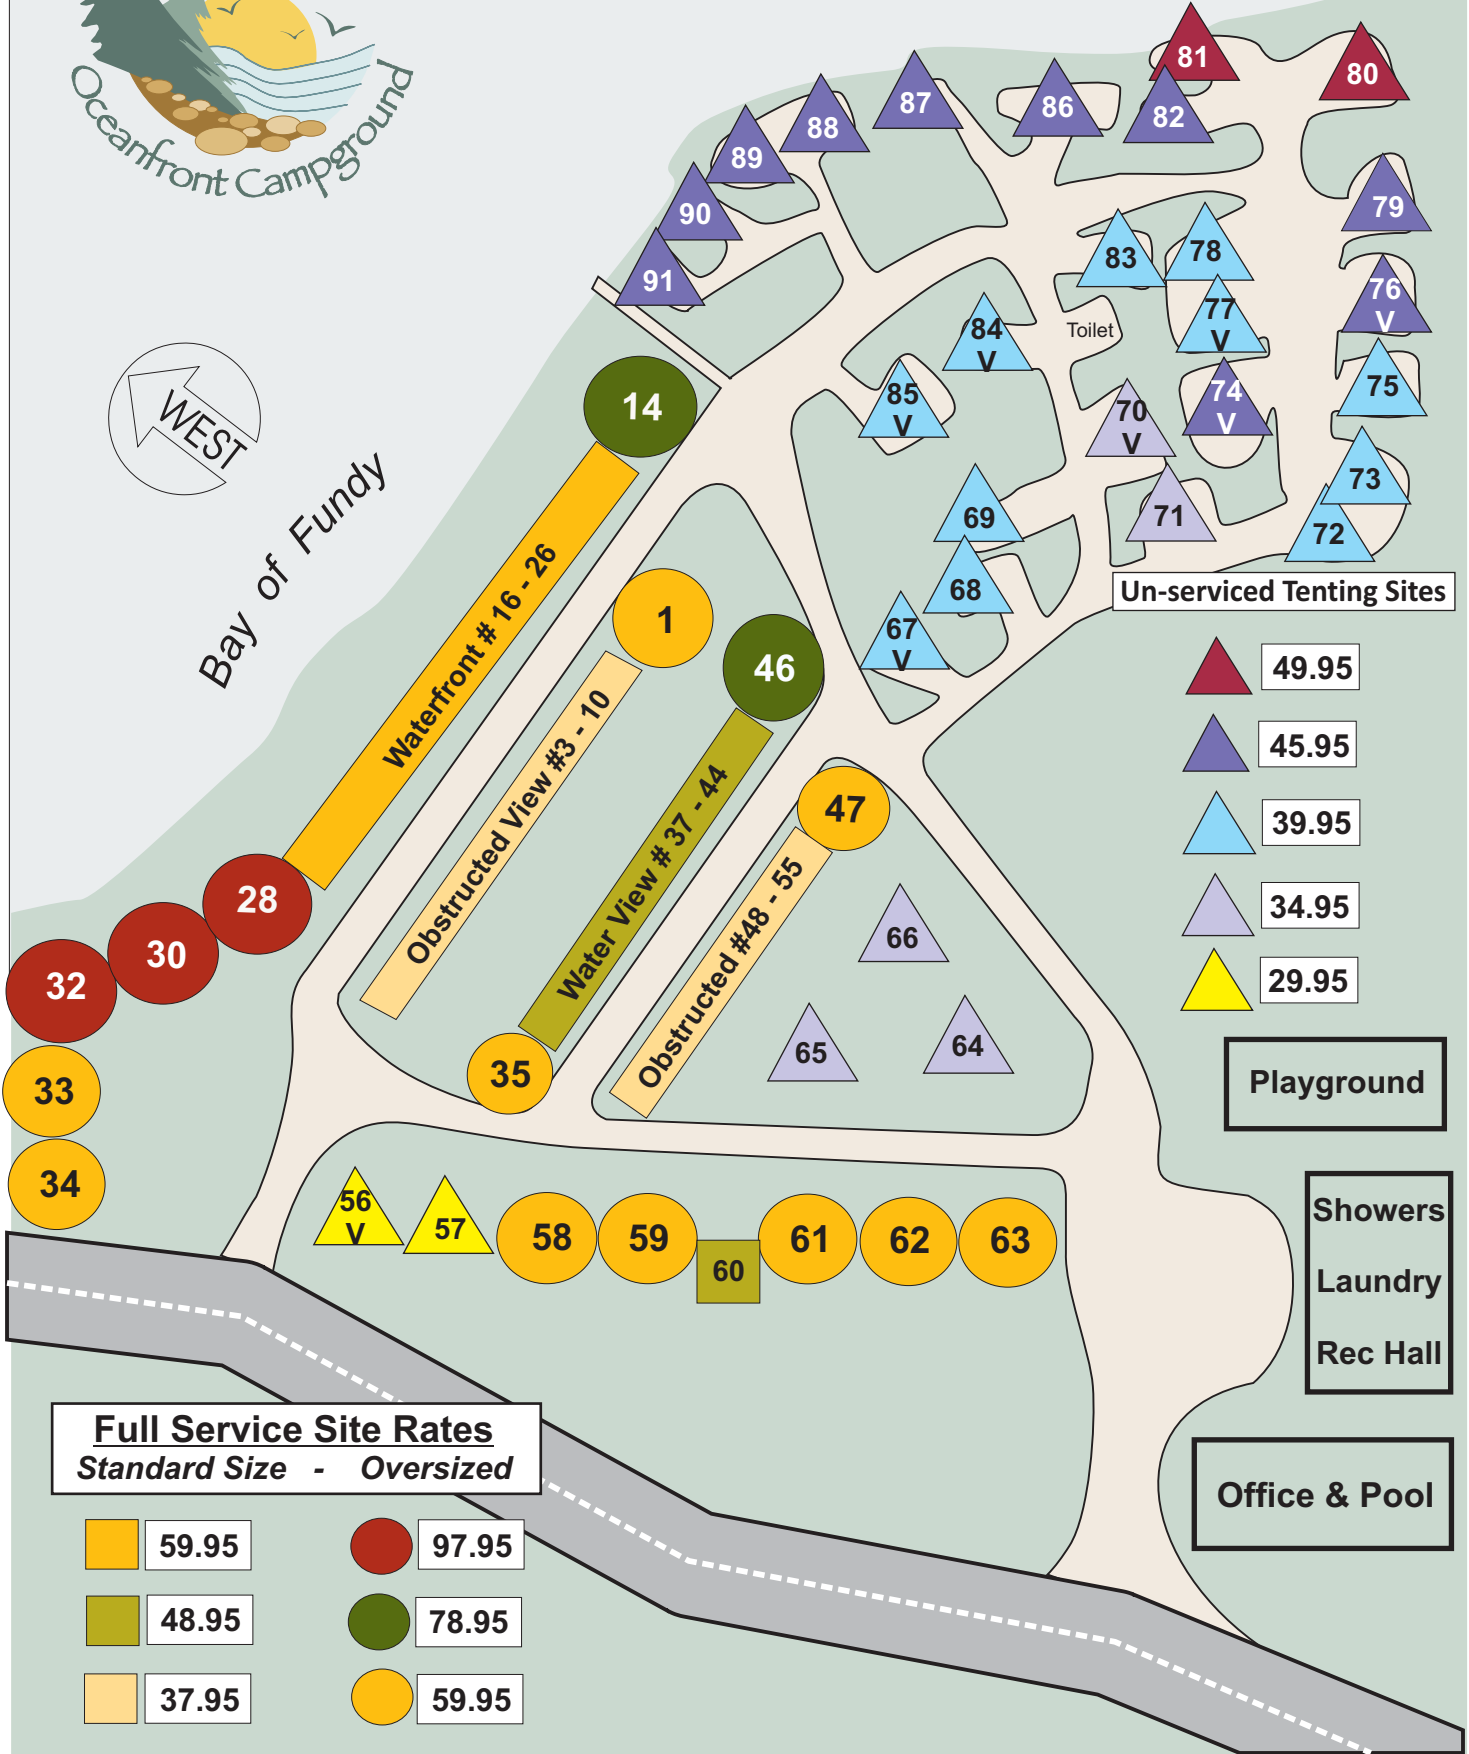 Oceanfront Campground
81
80
87
86
82
88
89
79
90
83
78
91
76
V
77
V
Toilet
84
V
75
85
V
74
V
70
V
WEST
14
73
69
71
72
Bay of Fundy
68
Un-serviced Tenting Sites
67
V
Waterfront # 16 - 26
1
46
49.95
45.95
39.95
34.95
29.95
Obstructed View #3 - 10
Water View # 37 - 44
47
Obstructed #48 - 55
28
30
32
66
65
64
35
33
34
Playground
Showers
Laundry
Rec Hall
56
V
57
58
59
60
61
62
63
Office & Pool
Full Service Site Rates
Standard Size - Oversized
59.95 97.95
48.95 78.95
37.95 59.95